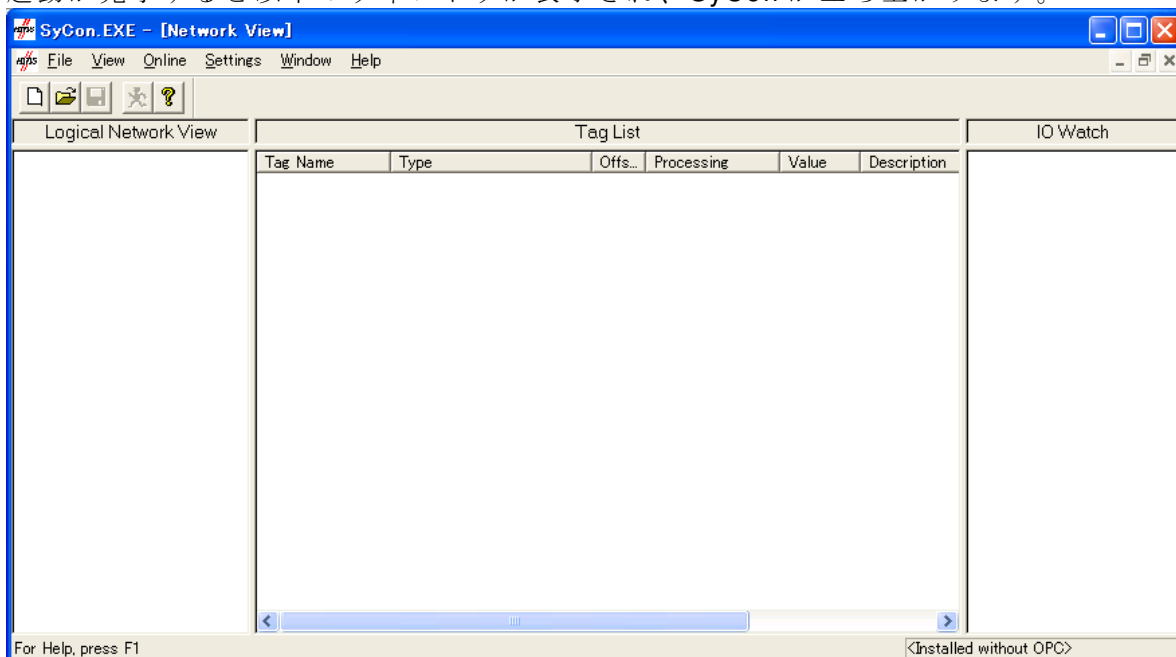 SyCon.EXE - [Network View]
File View Online Settings Window Help
Logical Network View Tag List IO Watch
Tag Name Type Offs... Processing Value Description
For Help, press F1 <Installed without OPC>